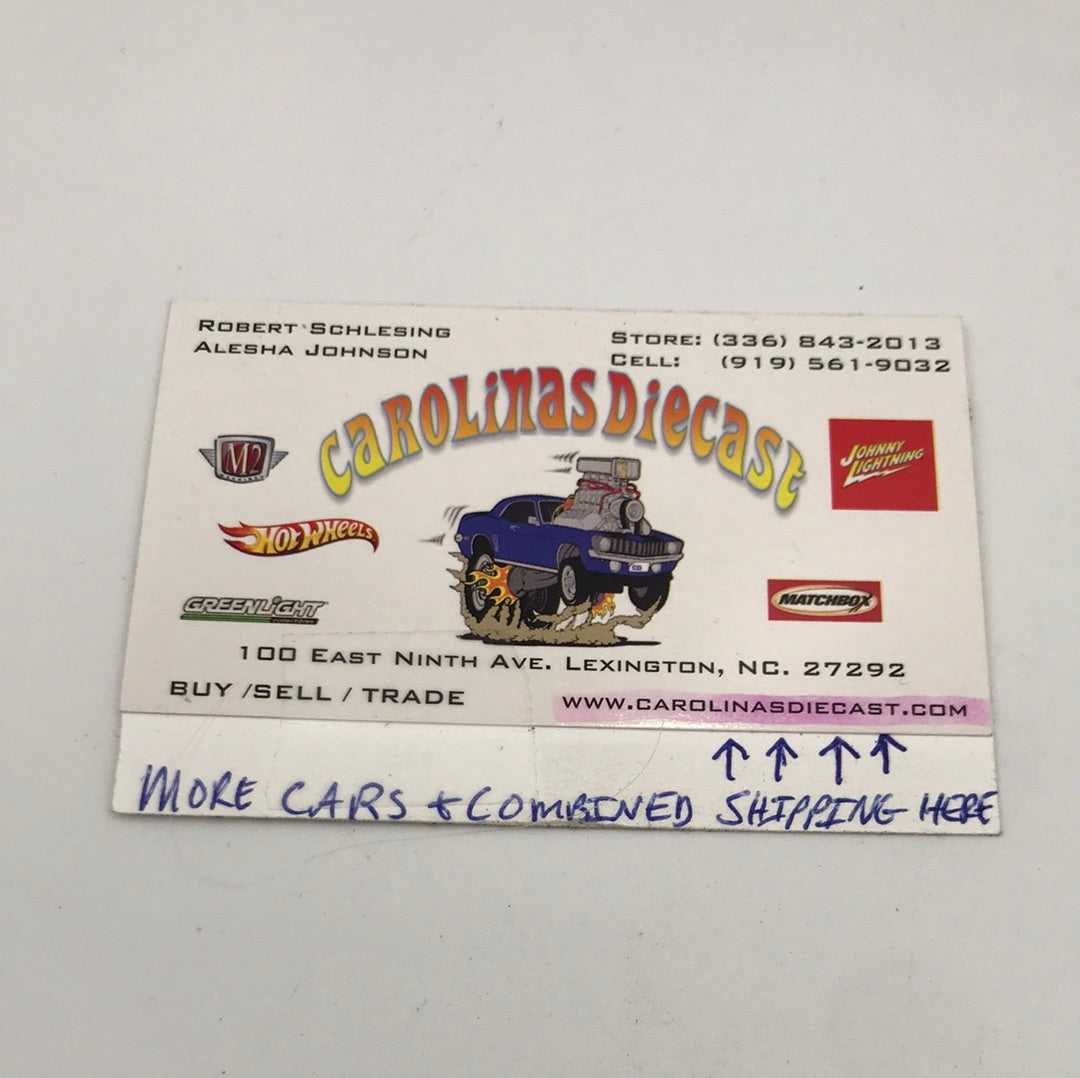 ROBERT SCHLESING
ALESHA JOHNSON
STORE: (336) 843-2013
CELL: (919) 561-9032
CAROLINAS DIECAST
M2
JOHNNY
LIGHTNING
HOT WHEELS
GREENLIGHT
MATCHBOX
CD
100 EAST NINTH AVE. LEXINGTON, NC. 27292
BUY /SELL / TRADE
WWW.CAROLINASDIECAST.COM
MORE CARS & COMBINED SHIPPING HERE